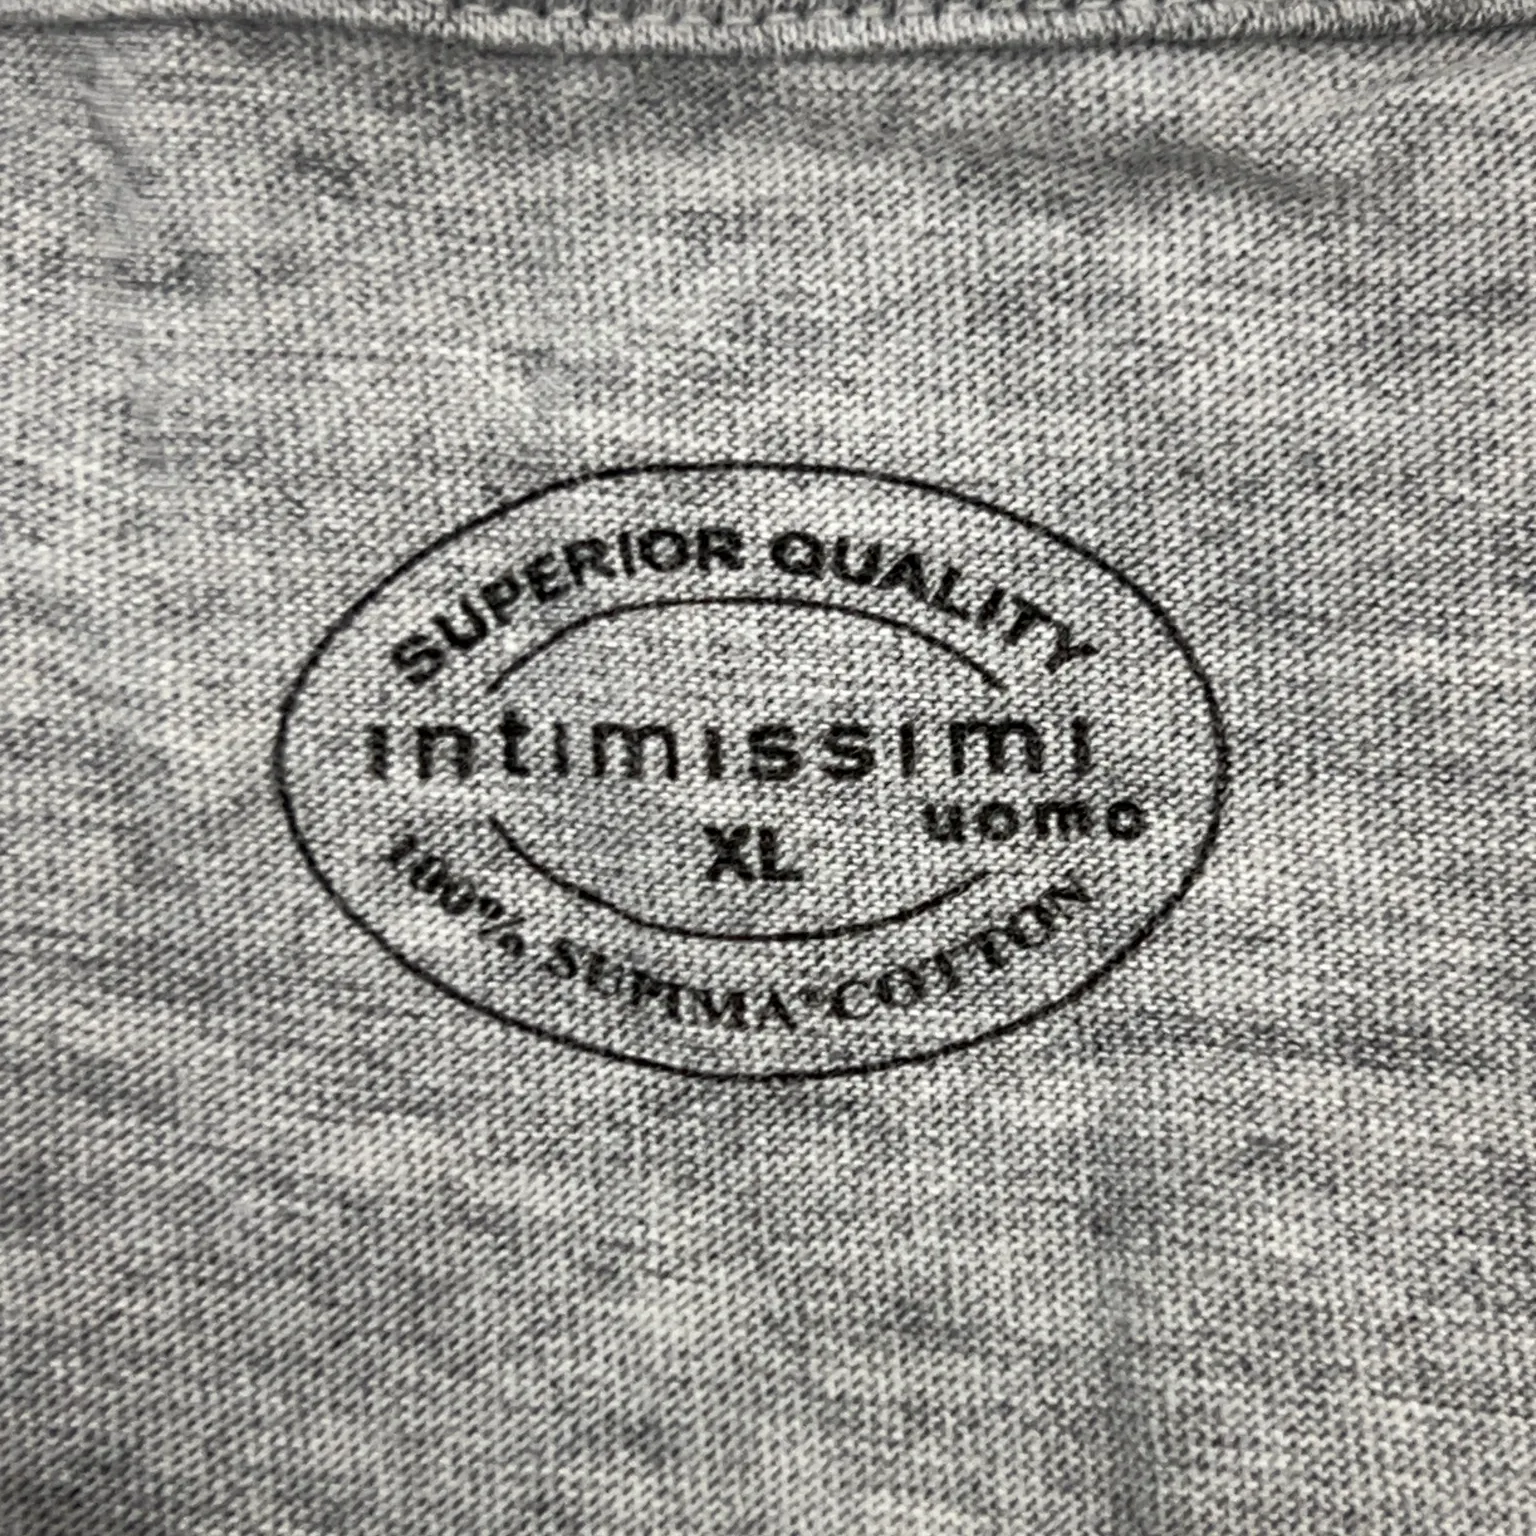 SUPERIOR QUALITY
intimissimi
uomo
XL
100% SUPIMA® COTTON